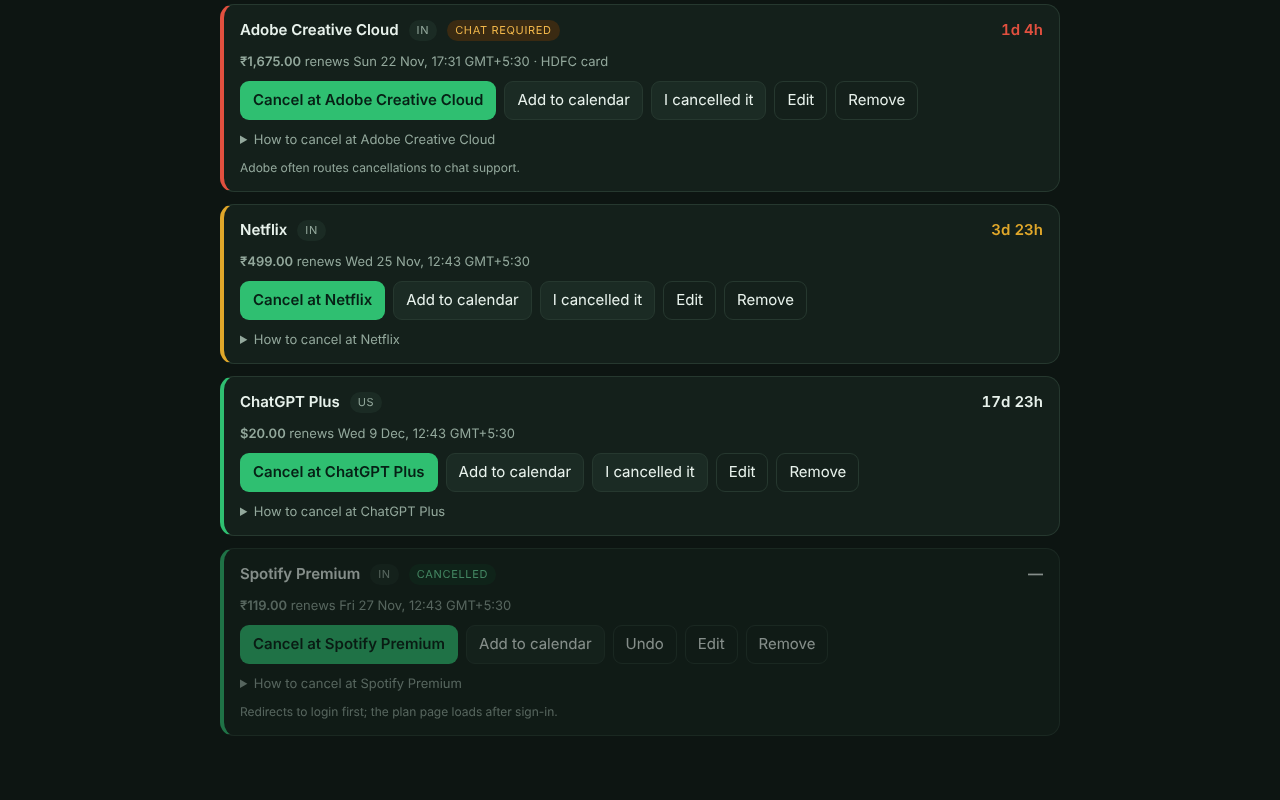 Adobe Creative Cloud IN CHAT REQUIRED 1d 4h
₹1,675.00 renews Sun 22 Nov, 17:31 GMT+5:30 · HDFC card
Cancel at Adobe Creative Cloud Add to calendar I cancelled it Edit Remove
▶ How to cancel at Adobe Creative Cloud
Adobe often routes cancellations to chat support.
Netflix IN 3d 23h
₹499.00 renews Wed 25 Nov, 12:43 GMT+5:30
Cancel at Netflix Add to calendar I cancelled it Edit Remove
▶ How to cancel at Netflix
ChatGPT Plus US 17d 23h
$20.00 renews Wed 9 Dec, 12:43 GMT+5:30
Cancel at ChatGPT Plus Add to calendar I cancelled it Edit Remove
▶ How to cancel at ChatGPT Plus
Spotify Premium IN CANCELLED —
₹119.00 renews Fri 27 Nov, 12:43 GMT+5:30
Cancel at Spotify Premium Add to calendar Undo Edit Remove
▶ How to cancel at Spotify Premium
Redirects to login first; the plan page loads after sign-in.